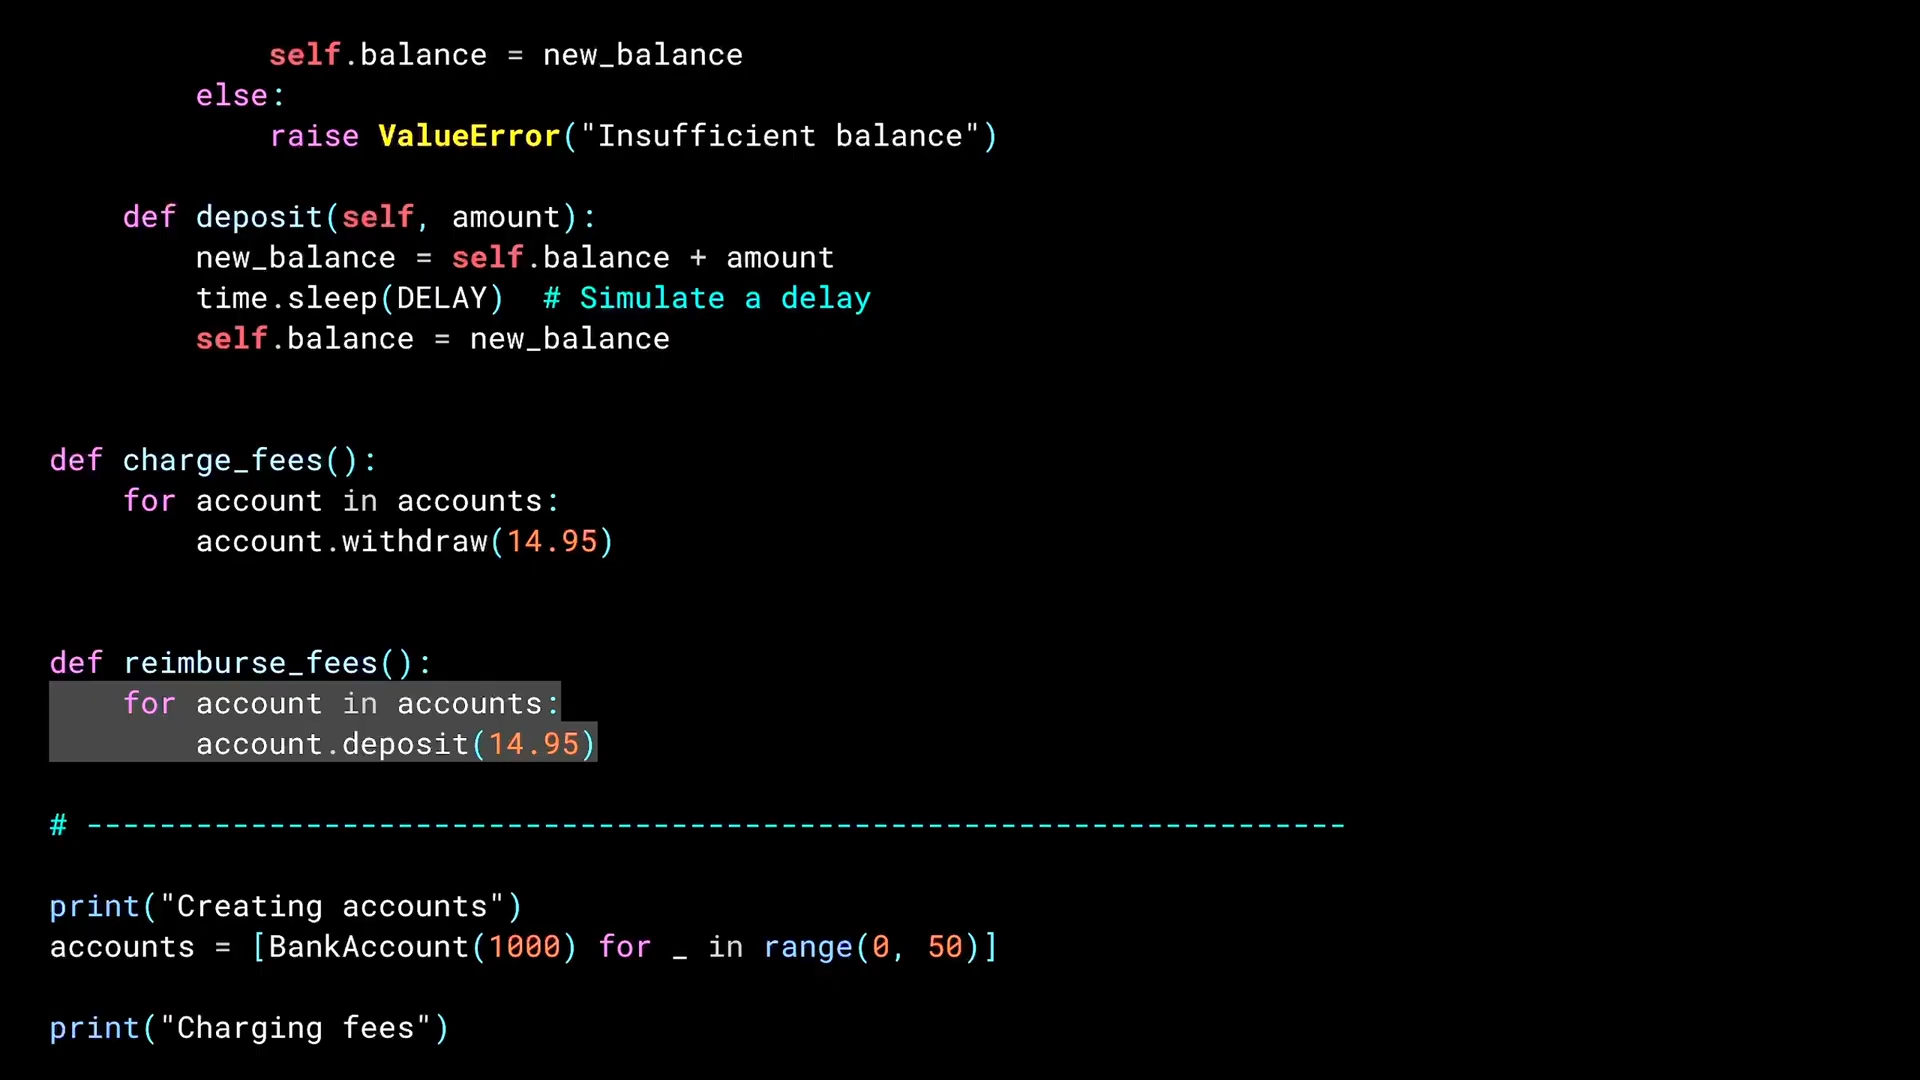 self.balance = new_balance
        else:
            raise ValueError("Insufficient balance")

    def deposit(self, amount):
        new_balance = self.balance + amount
        time.sleep(DELAY)  # Simulate a delay
        self.balance = new_balance


def charge_fees():
    for account in accounts:
        account.withdraw(14.95)


def reimburse_fees():
    for account in accounts:
        account.deposit(14.95)

# ---------------------------------------------------------------------

print("Creating accounts")
accounts = [BankAccount(1000) for _ in range(0, 50)]

print("Charging fees")